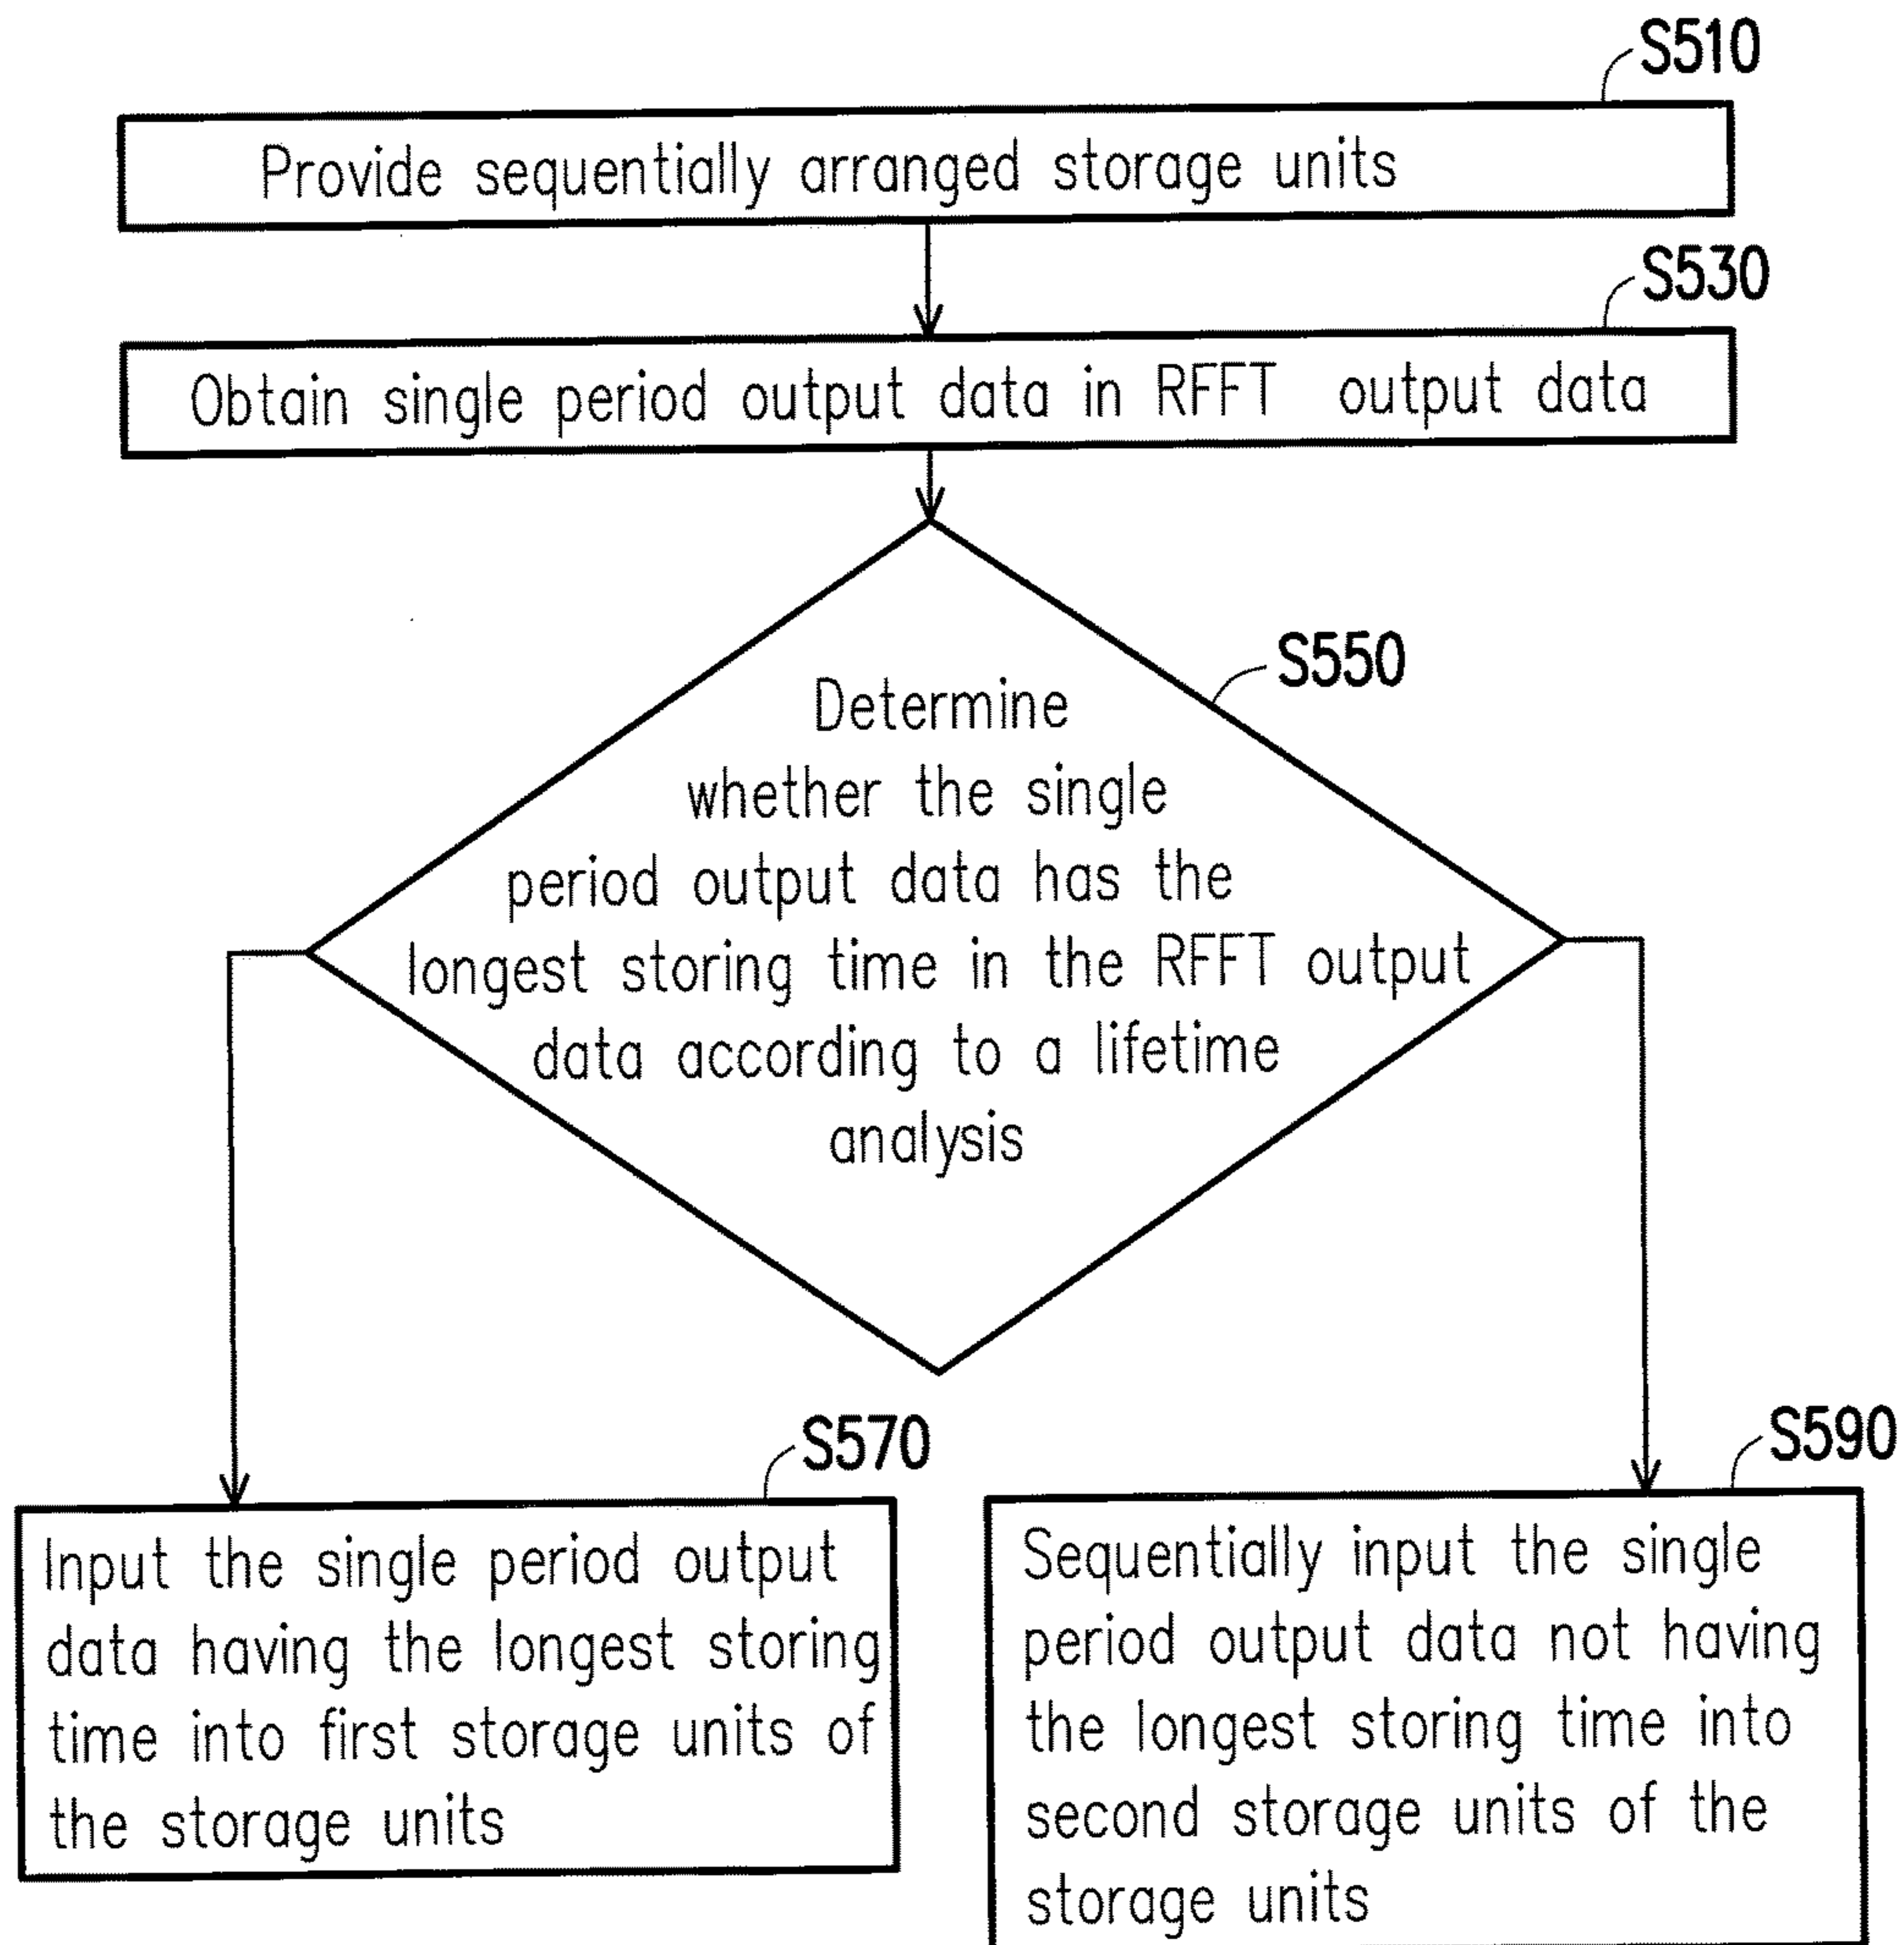 S510
Provide sequentially arranged storage units
S530
Obtain single period output data in RFFT output data
S550
Determine
whether the single
period output data has the
longest storing time in the RFFT output
data according to a lifetime
analysis
S570
Input the single period output
data having the longest storing
time into first storage units of
the storage units
S590
Sequentially input the single
period output data not having
the longest storing time into
second storage units of the
storage units